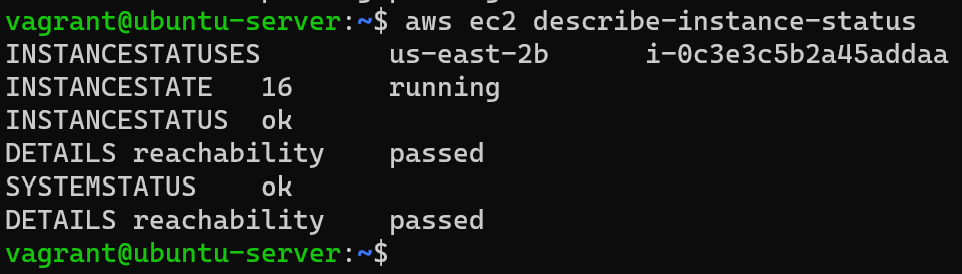 vagrant@ubuntu-server:~$ aws ec2 describe-instance-status
INSTANCESTATUSES us-east-2b i-0c3e3c5b2a45addaa
INSTANCESTATE 16 running
INSTANCESTATUS ok
DETAILS reachability passed
SYSTEMSTATUS ok
DETAILS reachability passed
vagrant@ubuntu-server:~$